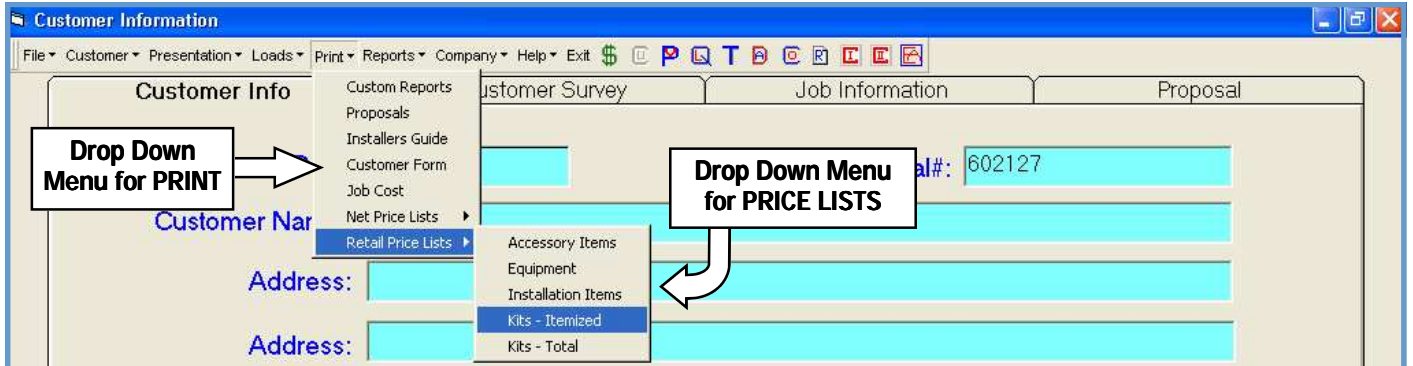 Customer Information
File Customer Presentation Loads Print Reports Company Help Exit $ P Q T
Customer Info
ustomer Survey
Job Information
Proposal
Custom Reports
Proposals
Installers Guide
Customer Form
Job Cost
Net Price Lists
Retail Price Lists
Drop Down
Menu for PRINT
Drop Down Menu
for PRICE LISTS
al#: 602127
Customer Nar
Accessory Items
Equipment
Installation Items
Kits - Itemized
Kits - Total
Address:
Address: